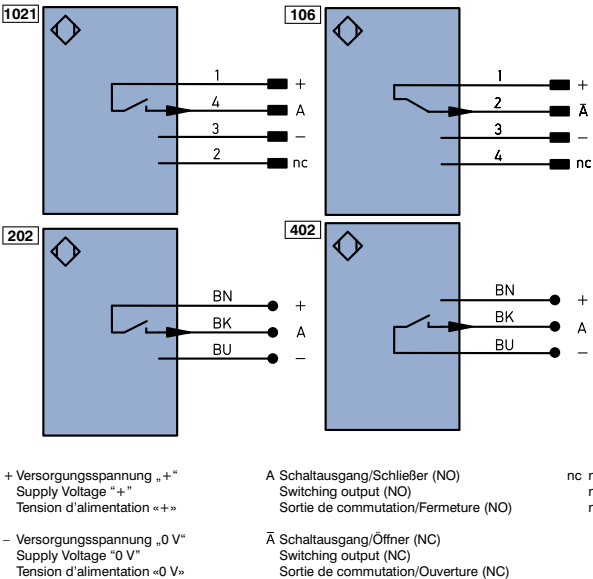 1021
1 +
4 A
3 –
2 nc
106
1 +
2 Ā
3 –
4 nc
202
BN +
BK A
BU –
402
BN +
BK A
BU –
+ Versorgungsspannung „+“
Supply Voltage “+”
Tension d’alimentation «+»
– Versorgungsspannung „0 V“
Supply Voltage “0 V”
Tension d’alimentation «0 V»
A Schaltausgang/Schließer (NO)
Switching output (NO)
Sortie de commutation/Fermeture (NO)
Ā Schaltausgang/Öffner (NC)
Switching output (NC)
Sortie de commutation/Ouverture (NC)
nc